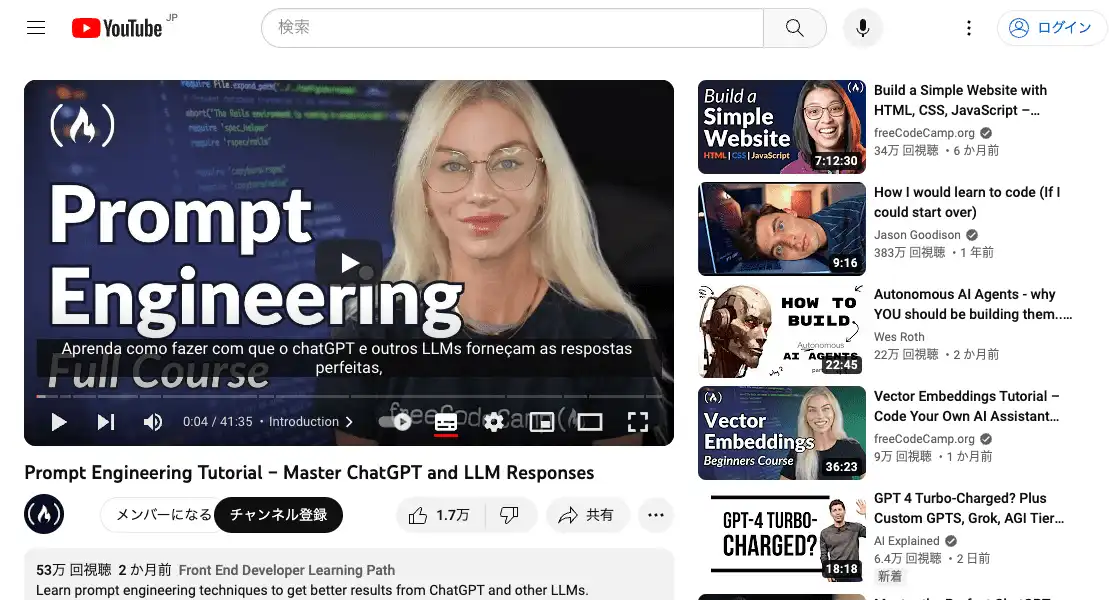 YouTube JP
検索
ログイン
require File.expand_path(
require 'spec_helper'
require 'rspec/rails'
Prompt
Engineering
Full Course
Aprenda como fazer com que o chatGPT e outros LLMs forneçam as respostas
perfeitas,
freeCodeCamp
0:04 / 41:35 • Introduction
Prompt Engineering Tutorial – Master ChatGPT and LLM Responses
メンバーになる
チャンネル登録
1.7万
共有
53万 回視聴 2 か月前 Front End Developer Learning Path
Learn prompt engineering techniques to get better results from ChatGPT and other LLMs.
Build a
Simple
Website
HTML | CSS | JavaScript
7:12:30
Build a Simple Website with
HTML, CSS, JavaScript –...
freeCodeCamp.org
34万 回視聴 • 6 か月前
9:16
How I would learn to code (If I
could start over)
Jason Goodison
383万 回視聴 • 1 年前
HOW TO
BUILD
Autonomous
AI AGENTS
22:45
Autonomous AI Agents - why
YOU should be building them....
Wes Roth
22万 回視聴 • 2 か月前
Vector
Embeddings
Beginners Course
36:23
Vector Embeddings Tutorial –
Code Your Own AI Assistant...
freeCodeCamp.org
9万 回視聴 • 1 か月前
GPT-4 TURBO-
CHARGED?
18:18
GPT 4 Turbo-Charged? Plus
Custom GPTS, Grok, AGI Tier...
AI Explained
6.4万 回視聴 • 2 日前
新着